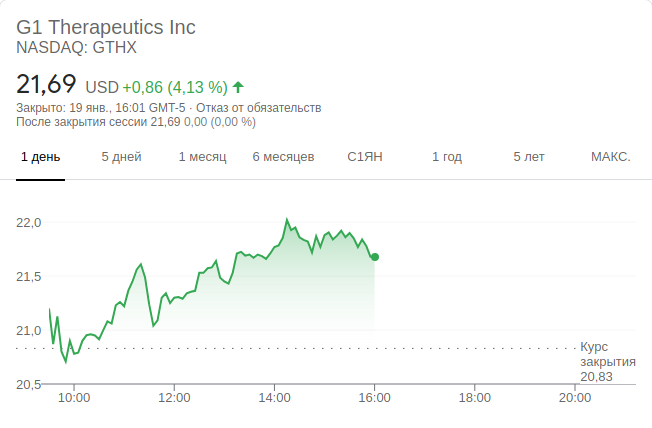 G1 Therapeutics Inc
NASDAQ: GTHX
21,69 USD +0,86 (4,13 %)
Закрыто: 19 янв., 16:01 GMT-5 · Отказ от обязательств
После закрытия сессии 21,69 0,00 (0,00 %)
1 день 5 дней 1 месяц 6 месяцев С1ЯН 1 год 5 лет МАКС.
22,0
21,5
21,0
Курс
закрытия
20,83
20,5
10:00 12:00 14:00 16:00 18:00 20:00